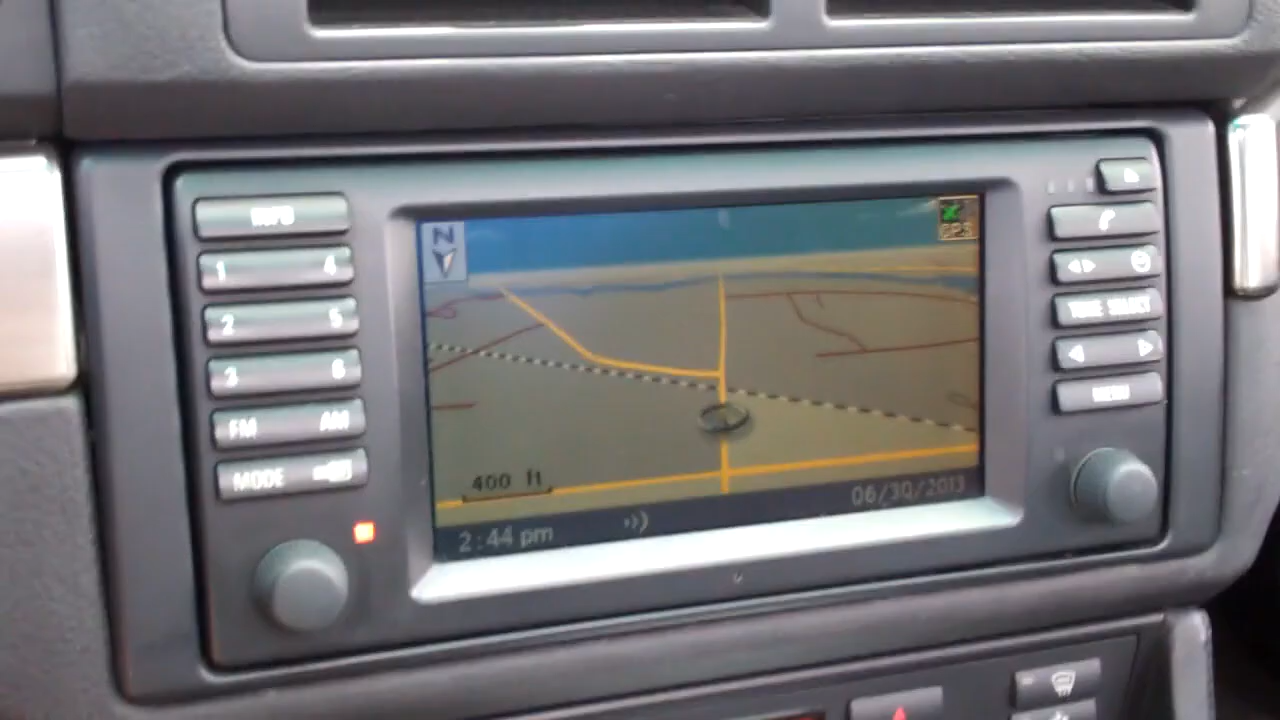 INFO
1 4
2 5
3 6
FM AM
MODE
N
GPS
400 ft
06/30/2013
2:44 pm
TONE SELECT
MENU